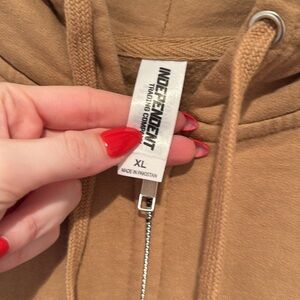 INDEPENDENT
TRADING COMPANY
XL
MADE IN PAKISTAN